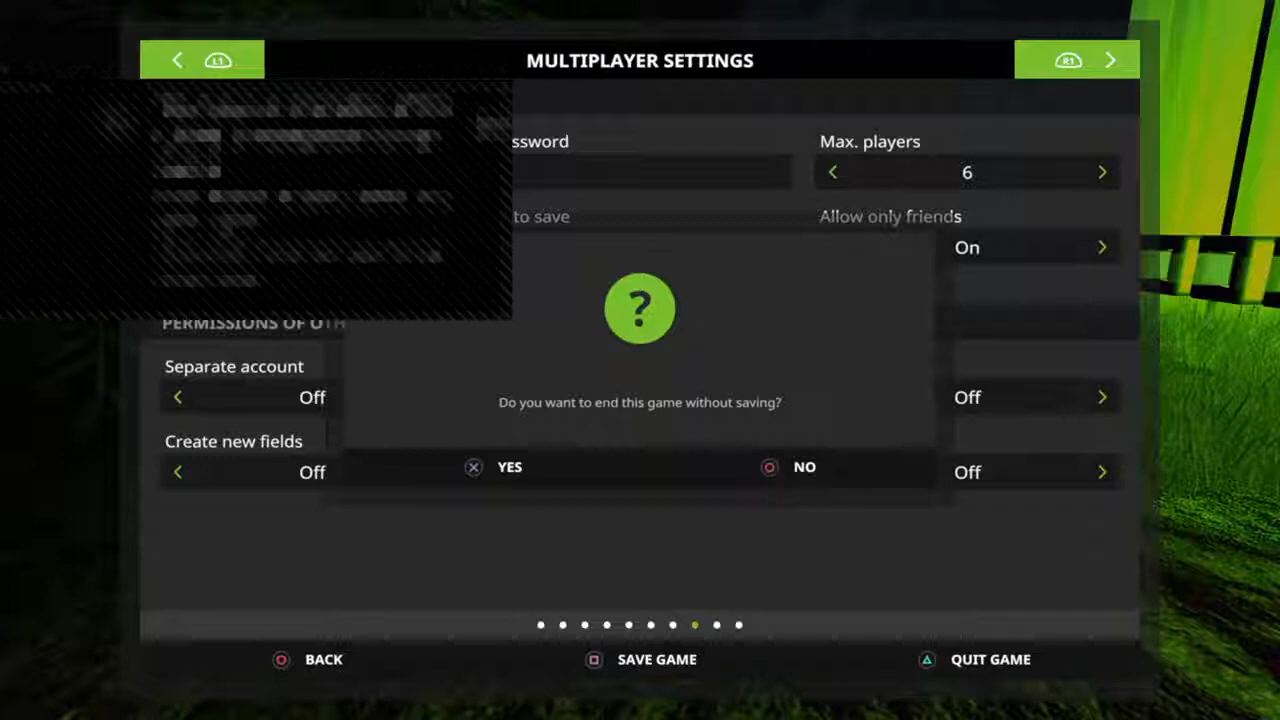 L1
MULTIPLAYER SETTINGS
R1
ssword
Max. players
6
to save
Allow only friends
On
?
PERMISSIONS OF OTH
Separate account
Off
Off
Do you want to end this game without saving?
Create new fields
YES
NO
Off
Off
BACK
SAVE GAME
QUIT GAME